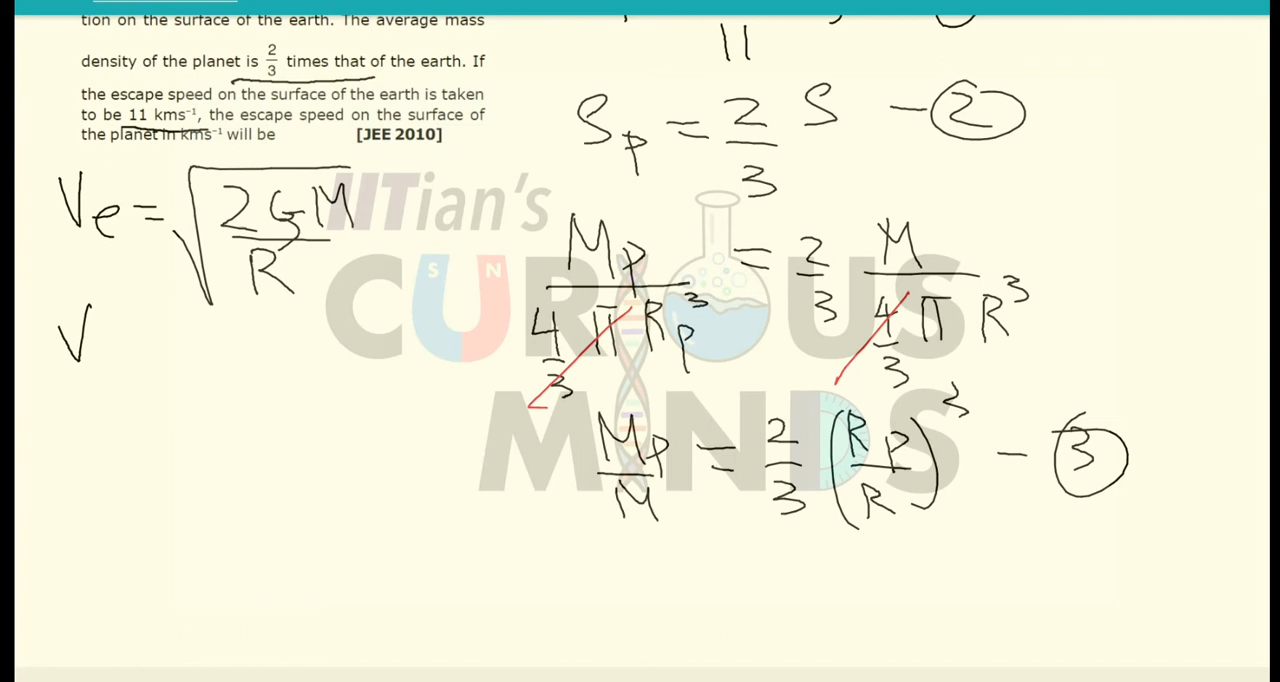 tion on the surface of the earth. The average mass
density of the planet is 2/3 times that of the earth. If
the escape speed on the surface of the earth is taken
to be 11 kms⁻¹, the escape speed on the surface of
the planet in kms⁻¹ will be [JEE 2010]
11
Sp = 2/3 S - ②
Ve = √(2GM/R)
V
Mp/(4/3 π Rp³) = 2/3 M/(4/3 π R³)
Mp/M = 2/3 (Rp/R)³ - ③
IITian's
CURIOUS
S N
MINDS